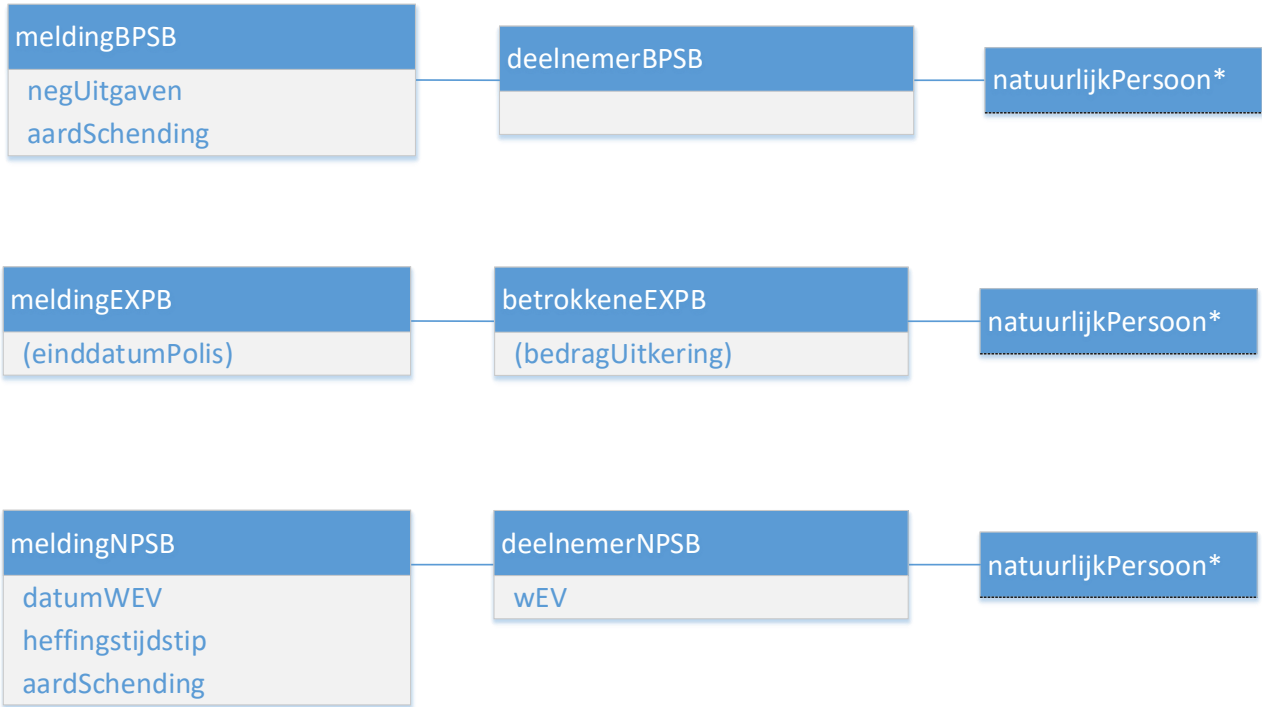 meldingBPSB
negUitgaven
aardSchending
deelnemerBPSB
natuurlijkPersoon*
meldingEXPB
(einddatumPolis)
betrokkeneEXPB
(bedragUitkering)
natuurlijkPersoon*
meldingNPSB
datumWEV
heffingstijdstip
aardSchending
deelnemerNPSB
wEV
natuurlijkPersoon*